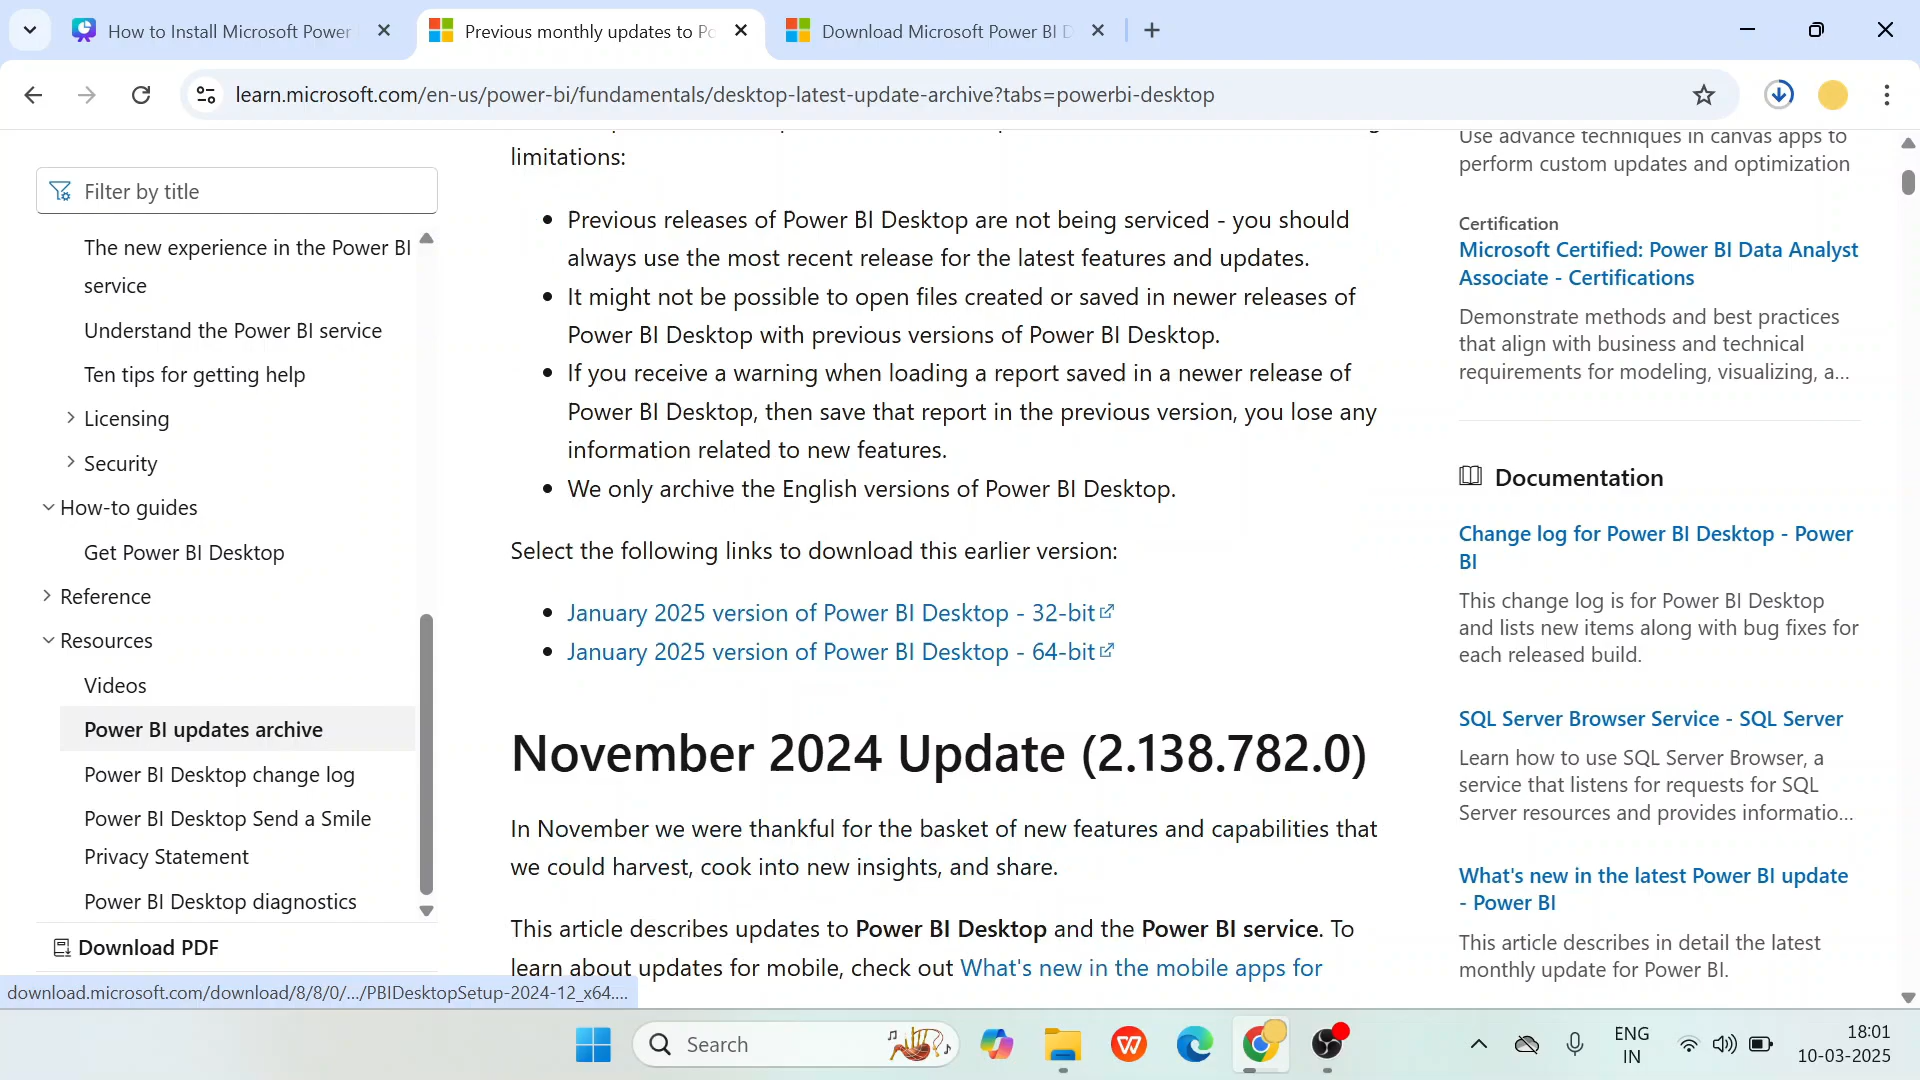 How to Install Microsoft Power
Previous monthly updates to Po
Download Microsoft Power BI D
learn.microsoft.com/en-us/power-bi/fundamentals/desktop-latest-update-archive?tabs=powerbi-desktop
Filter by title
The new experience in the Power BI
service
Understand the Power BI service
Ten tips for getting help
Licensing
Security
How-to guides
Get Power BI Desktop
Reference
Resources
Videos
Power BI updates archive
Power BI Desktop change log
Power BI Desktop Send a Smile
Privacy Statement
Power BI Desktop diagnostics
Download PDF
download.microsoft.com/download/8/8/0/.../PBIDesktopSetup-2024-12_x64....
limitations:
• Previous releases of Power BI Desktop are not being serviced - you should
always use the most recent release for the latest features and updates.
• It might not be possible to open files created or saved in newer releases of
Power BI Desktop with previous versions of Power BI Desktop.
• If you receive a warning when loading a report saved in a newer release of
Power BI Desktop, then save that report in the previous version, you lose any
information related to new features.
• We only archive the English versions of Power BI Desktop.
Select the following links to download this earlier version:
• January 2025 version of Power BI Desktop - 32-bit
• January 2025 version of Power BI Desktop - 64-bit
November 2024 Update (2.138.782.0)
In November we were thankful for the basket of new features and capabilities that
we could harvest, cook into new insights, and share.
This article describes updates to Power BI Desktop and the Power BI service. To
learn about updates for mobile, check out What's new in the mobile apps for
Use advance techniques in canvas apps to
perform custom updates and optimization
Certification
Microsoft Certified: Power BI Data Analyst
Associate - Certifications
Demonstrate methods and best practices
that align with business and technical
requirements for modeling, visualizing, a...
Documentation
Change log for Power BI Desktop - Power
BI
This change log is for Power BI Desktop
and lists new items along with bug fixes for
each released build.
SQL Server Browser Service - SQL Server
Learn how to use SQL Server Browser, a
service that listens for requests for SQL
Server resources and provides informatio...
What's new in the latest Power BI update
- Power BI
This article describes in detail the latest
monthly update for Power BI.
Search
ENG
IN
18:01
10-03-2025